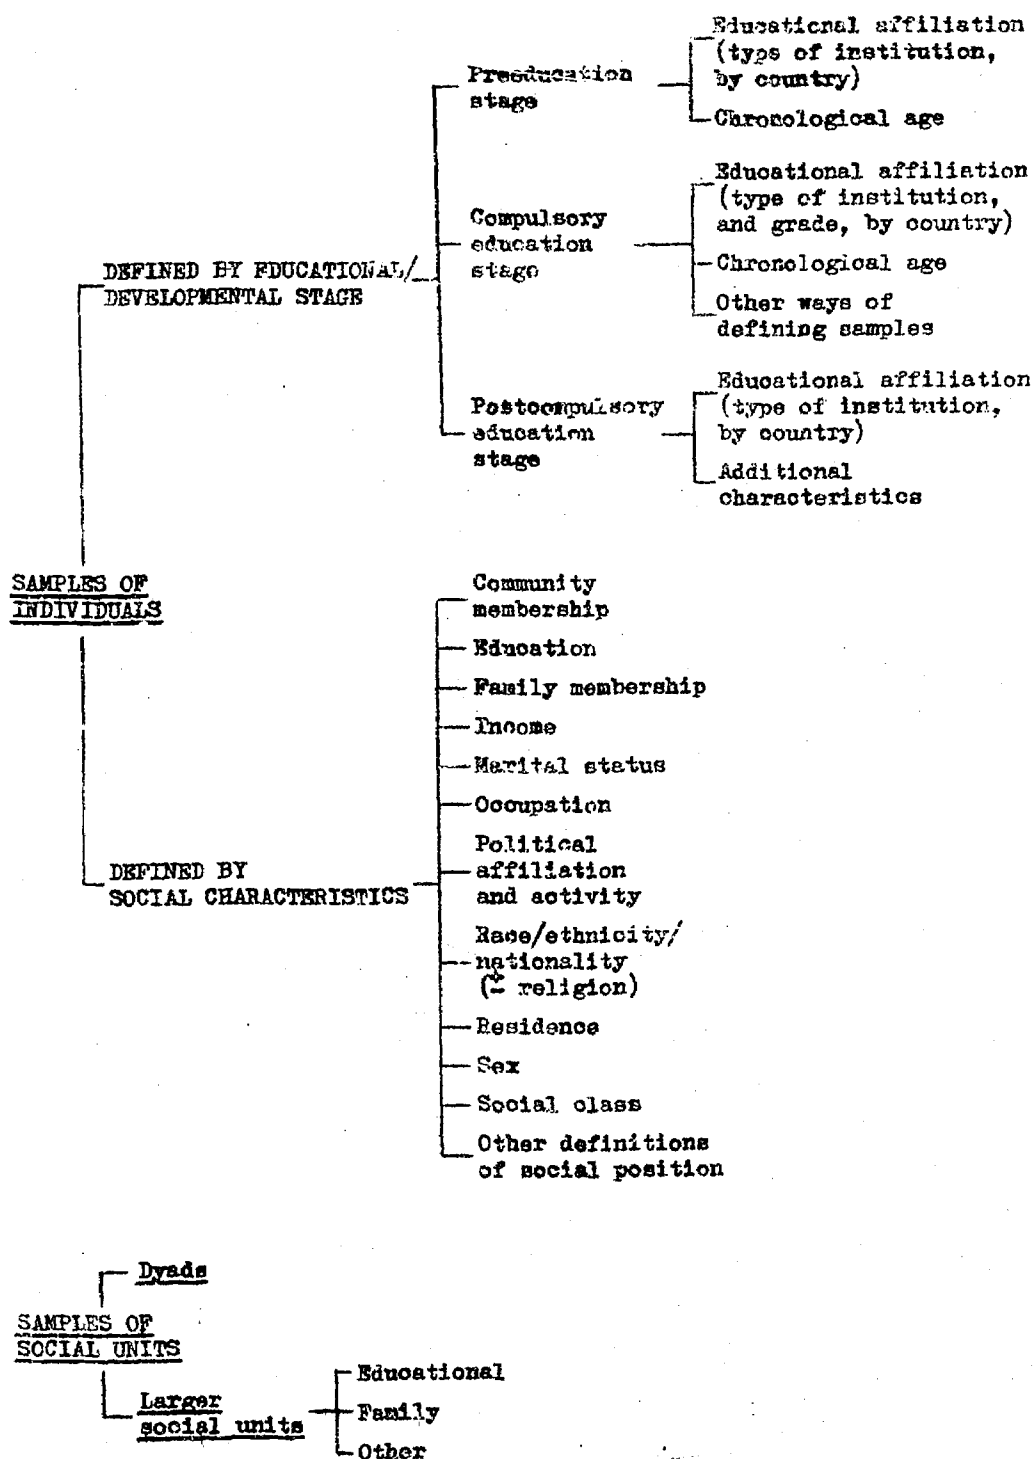 Educational affiliation
(type of institution,
by country)
Preeducation
stage
Chronological age
Educational affiliation
(type of institution,
and grade, by country)
Compulsory
education
stage
Chronological age
Other ways of
defining samples
DEFINED BY EDUCATIONAL/
DEVELOPMENTAL STAGE
Educational affiliation
(type of institution,
by country)
Postcompulsory
education
stage
Additional
characteristics
SAMPLES OF
INDIVIDUALS
Community
membership
Education
Family membership
Income
Marital status
Occupation
Political
affiliation
and activity
DEFINED BY
SOCIAL CHARACTERISTICS
Race/ethnicity/
nationality
(± religion)
Residence
Sex
Social class
Other definitions
of social position
Dyads
SAMPLES OF
SOCIAL UNITS
Larger
social units
Educational
Family
Other